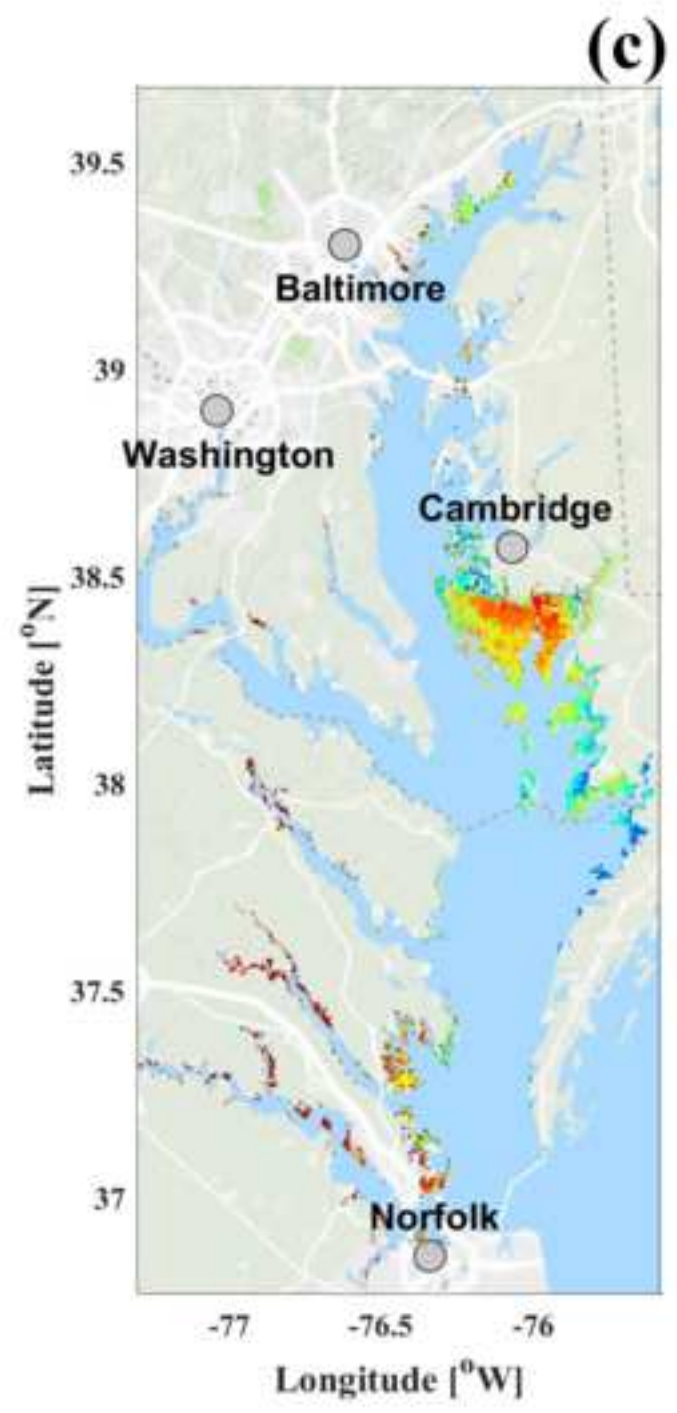 (c)
39.5
Baltimore
39
Washington
Cambridge
38.5
Latitude [°N]
38
37.5
37
Norfolk
-77
-76.5
-76
Longitude [°W]